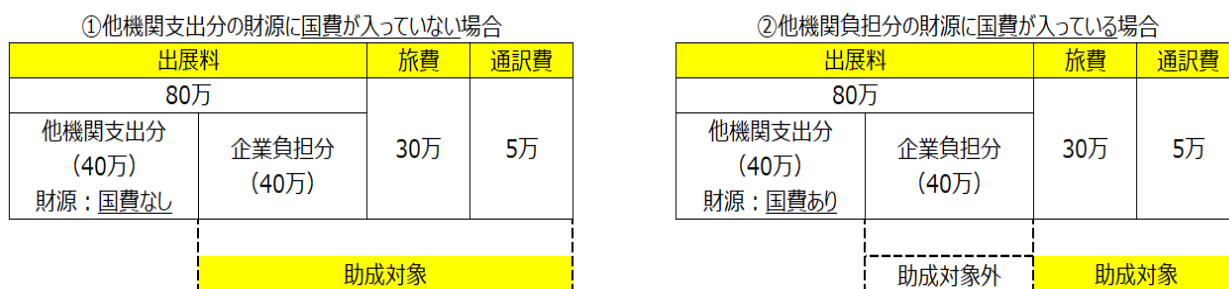 ①他機関支出分の財源に国費が入っていない場合
出展料 旅費 通訳費
80万
他機関支出分
(40万)
財源：国費なし
企業負担分
(40万)
30万
5万
助成対象
②他機関負担分の財源に国費が入っている場合
出展料 旅費 通訳費
80万
他機関支出分
(40万)
財源：国費あり
企業負担分
(40万)
30万
5万
助成対象外
助成対象